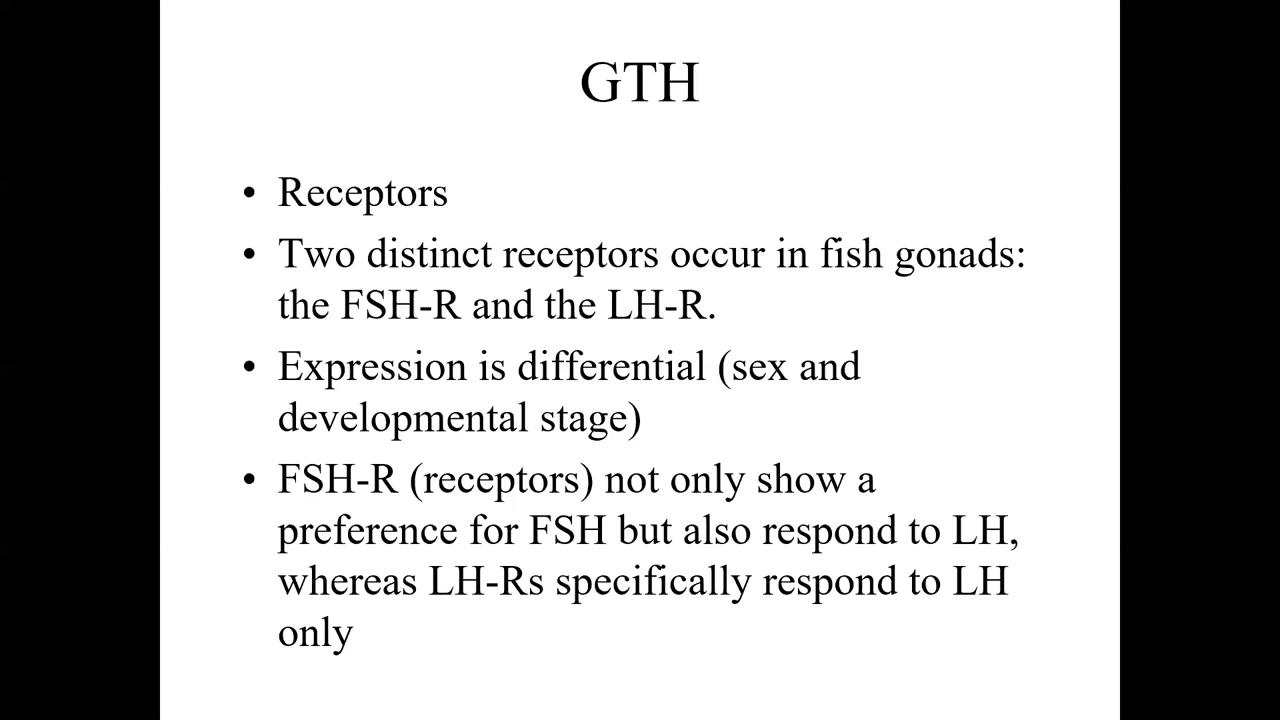 GTH
• Receptors
• Two distinct receptors occur in fish gonads:
the FSH-R and the LH-R.
• Expression is differential (sex and
developmental stage)
• FSH-R (receptors) not only show a
preference for FSH but also respond to LH,
whereas LH-Rs specifically respond to LH
only